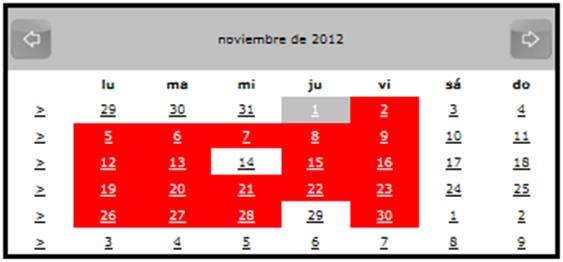 noviembre de 2012
lu ma mi ju vi sá do
> 29 30 31 1 2 3 4
> 5 6 7 8 9 10 11
> 12 13 14 15 16 17 18
> 19 20 21 22 23 24 25
> 26 27 28 29 30 1 2
> 3 4 5 6 7 8 9